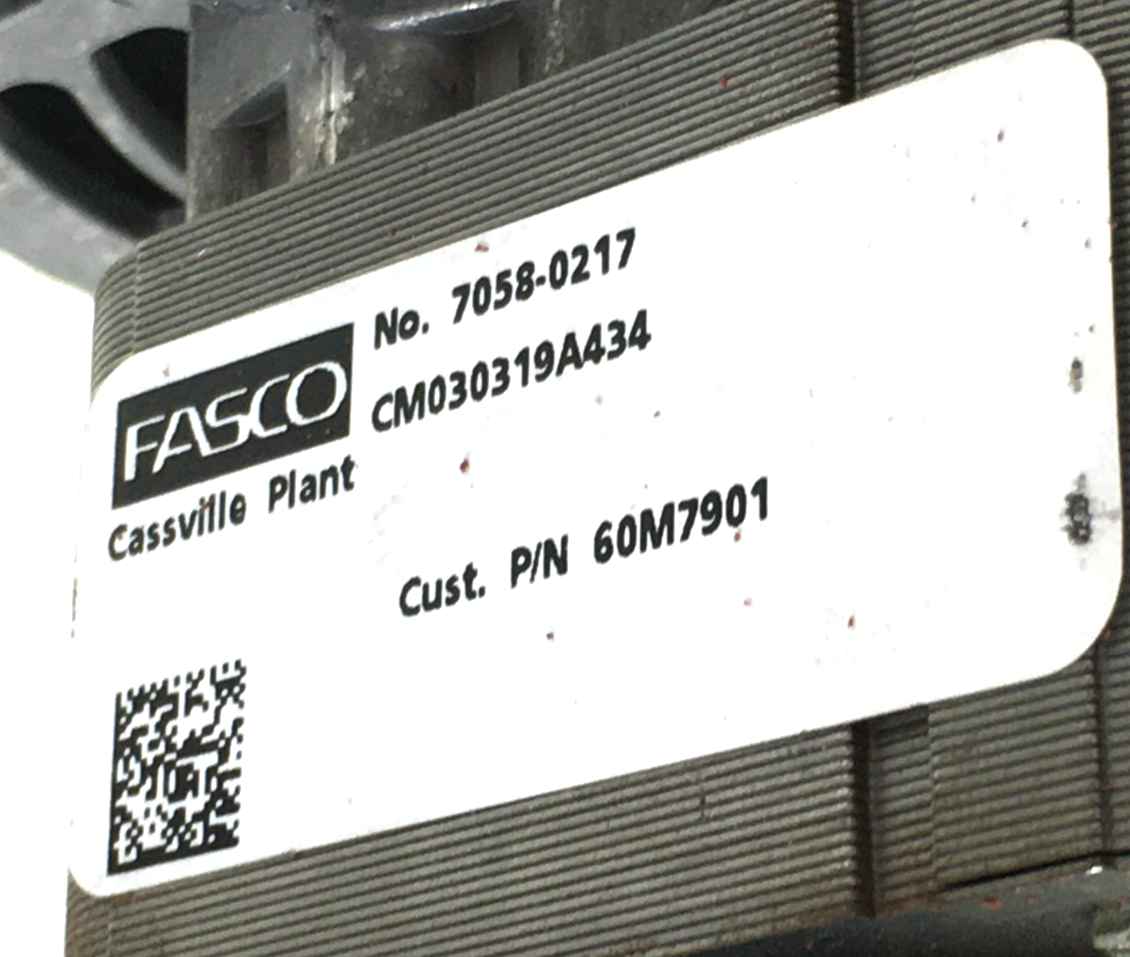 FASCO
Cassville Plant
No. 7058-0217
CM030319A434
Cust. P/N 60M7901